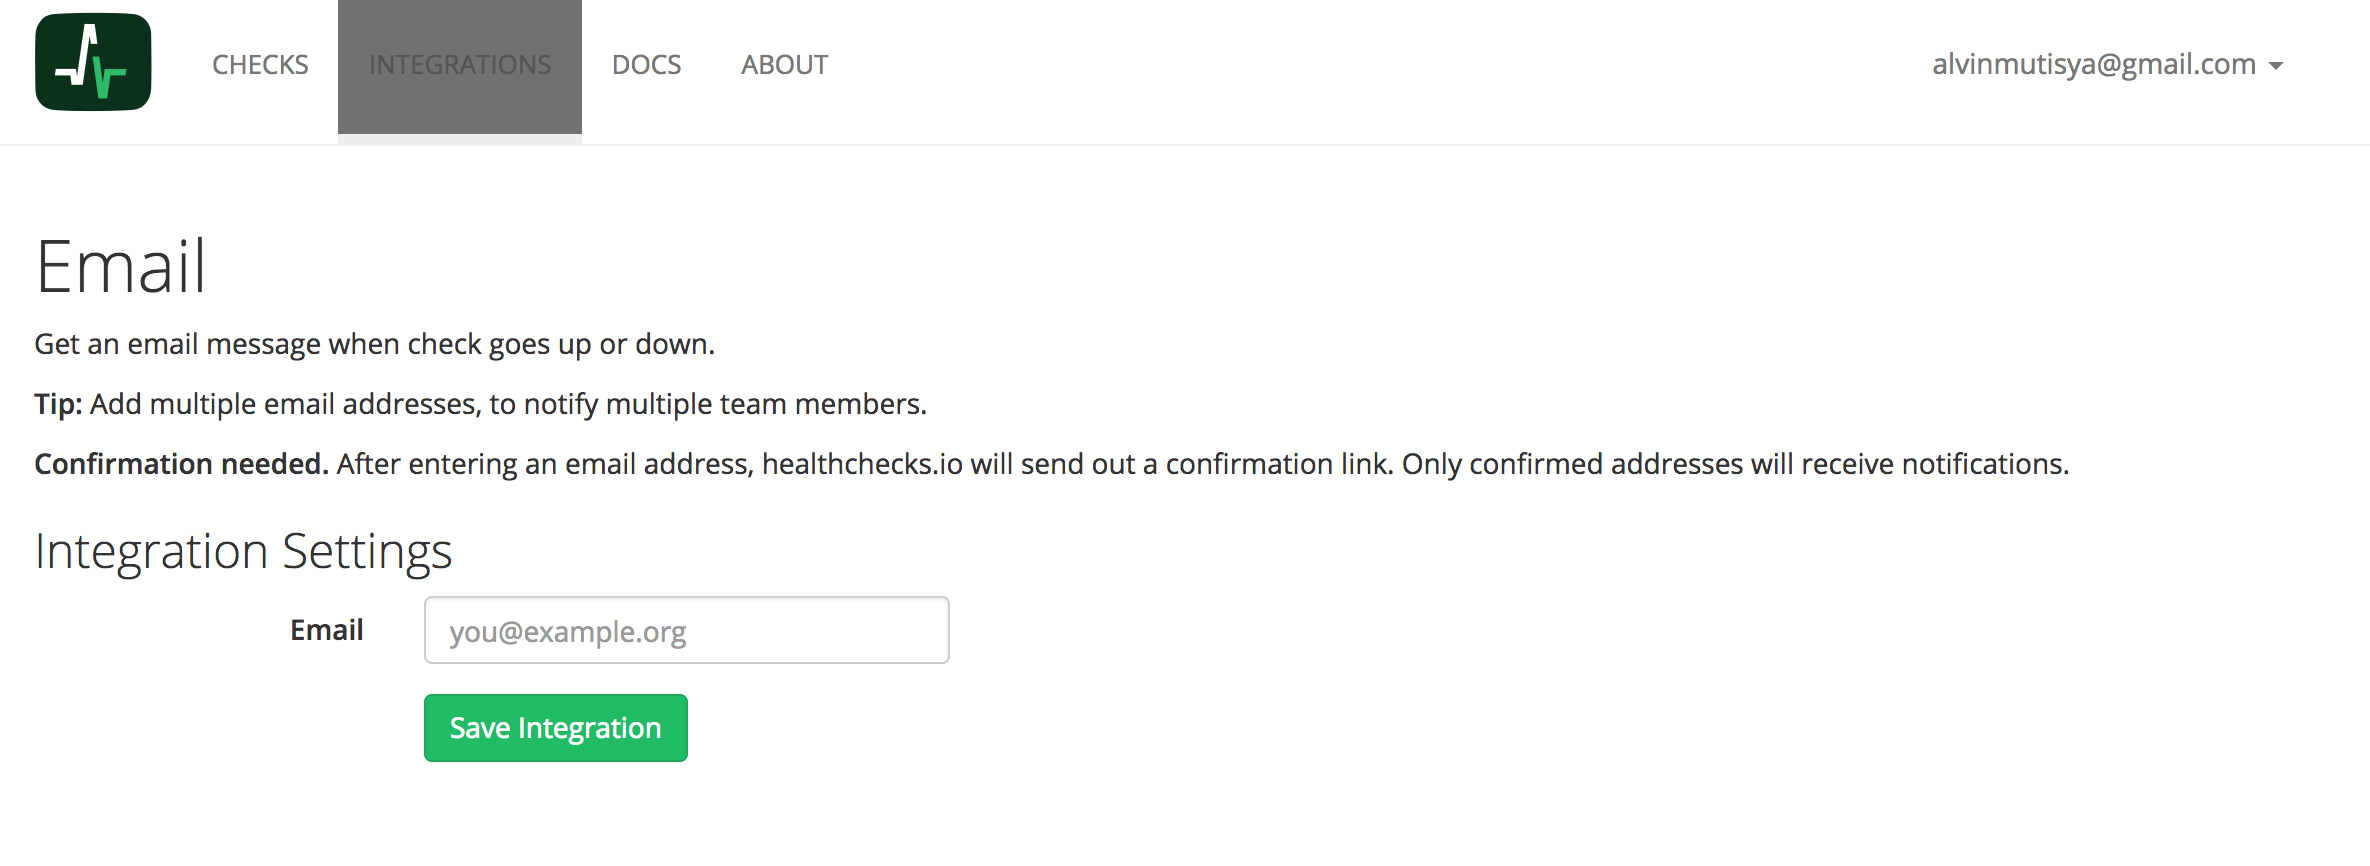 CHECKS INTEGRATIONS DOCS ABOUT alvinmutisya@gmail.com
Email
Get an email message when check goes up or down.
Tip: Add multiple email addresses, to notify multiple team members.
Confirmation needed. After entering an email address, healthchecks.io will send out a confirmation link. Only confirmed addresses will receive notifications.
Integration Settings
Email you@example.org
Save Integration